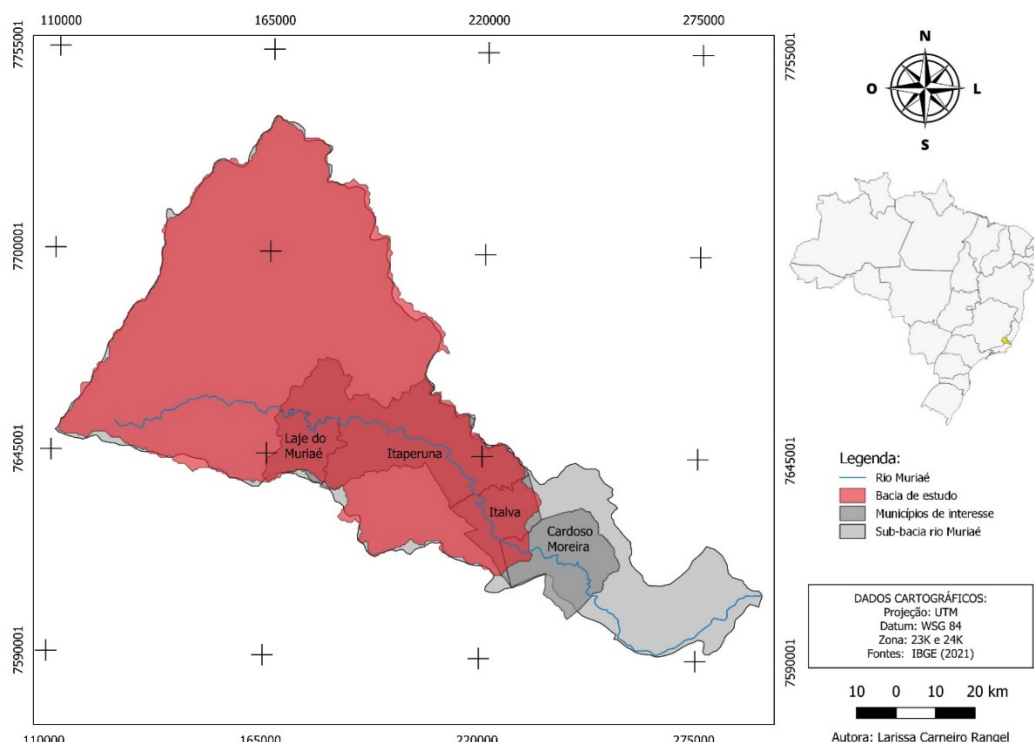 110000
165000
220000
275000
7755001
7755001
7700001
7645001
7645001
7590001
7590001
110000
165000
220000
275000
Laje do
Muriaé
Itaperuna
Italva
Cardoso
Moreira
N
O
L
S
Legenda:
Rio Muriaé
Bacia de estudo
Municípios de interesse
Sub-bacia rio Muriaé
DADOS CARTOGRÁFICOS:
Projeção: UTM
Datum: WSG 84
Zona: 23K e 24K
Fontes: IBGE (2021)
10 0 10 20 km
Autora: Larissa Carneiro Rangel